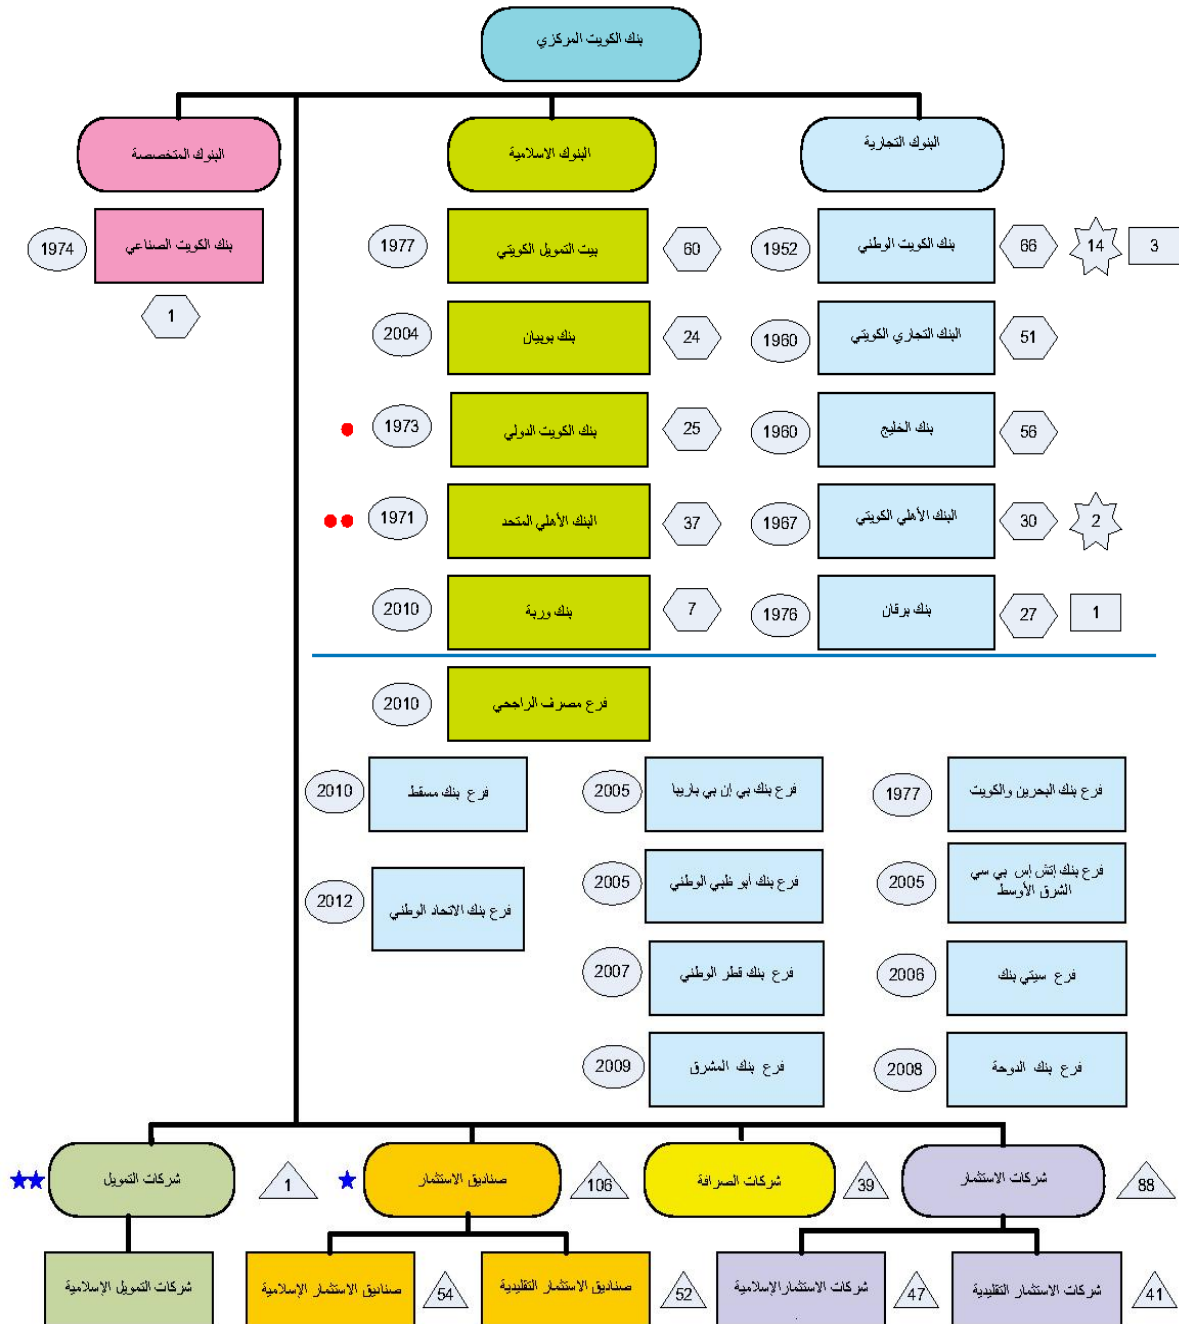 بنك الكويت المركزي
البنوك التجارية
البنوك الاسلامية
البنوك المتخصصة
3
14
66
بنك الكويت الوطني
1952
60
بيت التمويل الكويتي
1977
بنك الكويت الصناعي
1974
1
51
البنك التجاري الكويتي
1960
24
بنك بوبيان
2004
56
بنك الخليج
1960
25
بنك الكويت الدولي
1973
2
30
البنك الأهلي الكويتي
1967
37
البنك الأهلي المتحد
1971
1
27
بنك برقان
1976
7
بنك وربة
2010
فرع مصرف الراجحي
2010
فرع بنك البحرين والكويت
1977
فرع بنك بي إن بي باريبا
2005
فرع بنك مسقط
2010
فرع بنك إتش إس بي سي
الشرق الأوسط
2005
فرع بنك أبو ظبي الوطني
2005
فرع بنك الاتحاد الوطني
2012
فرع سيتي بنك
2006
فرع بنك قطر الوطني
2007
فرع بنك الدوحة
2008
فرع بنك المشرق
2009
88
شركات الاستثمار
39
شركات الصرافة
106
صناديق الاستثمار
1
شركات التمويل
41
شركات الاستثمار التقليدية
47
شركات الاستثمارالإسلامية
52
صناديق الاستثمار التقليدية
54
صناديق الاستثمار الإسلامية
شركات التمويل الإسلامية